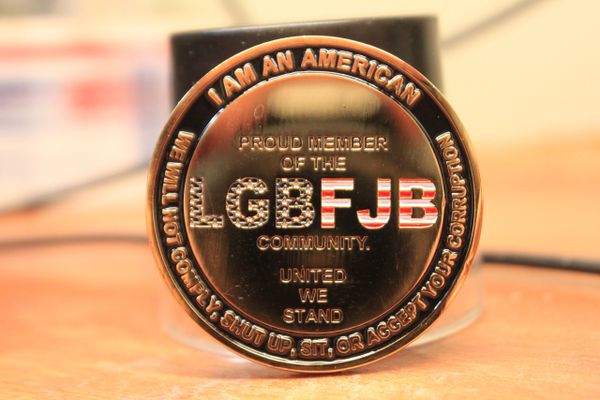 I AM AN AMERICAN
PROUD MEMBER
OF THE
LGBFJB
COMMUNITY.
UNITED
WE
STAND
WE WILL NOT COMPLY, SHUT UP, SIT, OR ACCEPT YOUR CORRUPTION